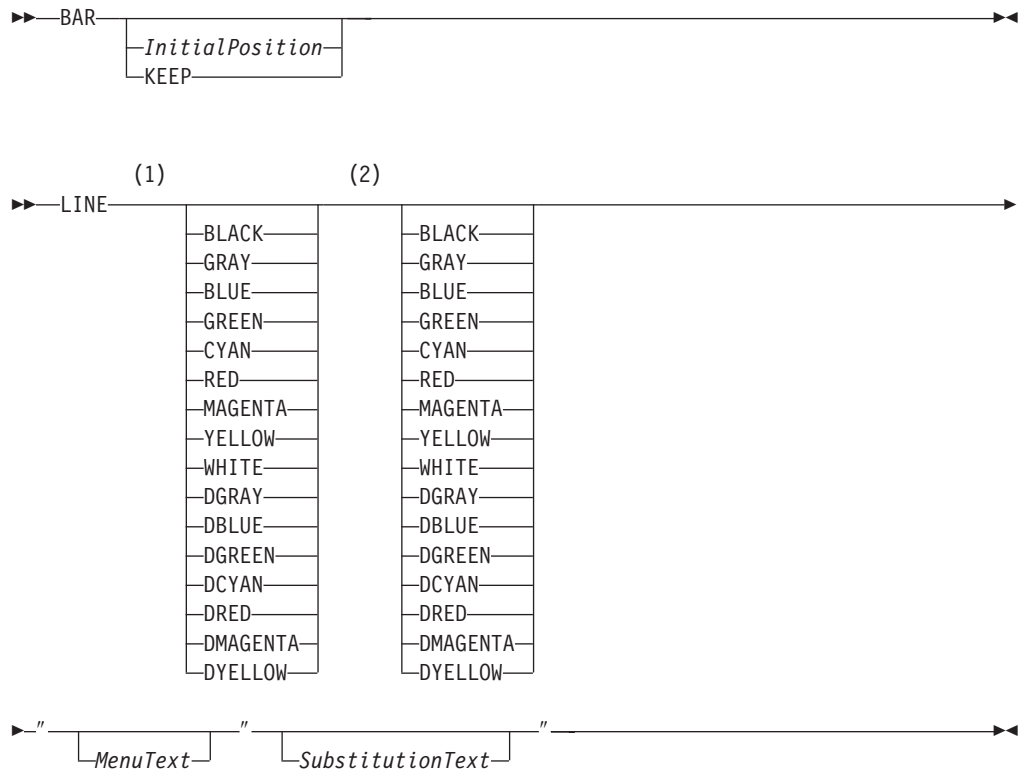 BAR
InitialPosition
KEEP
(1) (2)
LINE
BLACK BLACK
GRAY GRAY
BLUE BLUE
GREEN GREEN
CYAN CYAN
RED RED
MAGENTA MAGENTA
YELLOW YELLOW
WHITE WHITE
DGRAY DGRAY
DBLUE DBLUE
DGREEN DGREEN
DCYAN DCYAN
DRED DRED
DMAGENTA DMAGENTA
DYELLOW DYELLOW
" " "
MenuText SubstitutionText